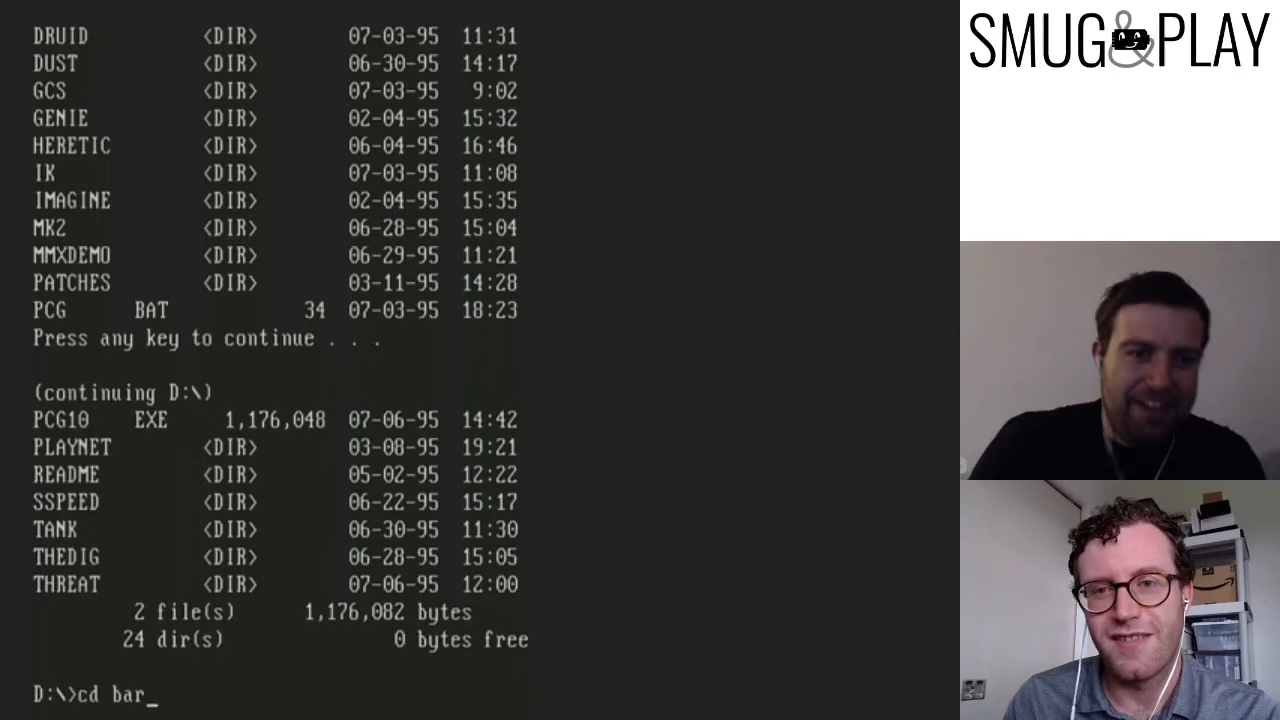 DRUID <DIR> 07-03-95 11:31
DUST <DIR> 06-30-95 14:17
GCS <DIR> 07-03-95 9:02
GENIE <DIR> 02-04-95 15:32
HERETIC <DIR> 06-04-95 16:46
IK <DIR> 07-03-95 11:08
IMAGINE <DIR> 02-04-95 15:35
MK2 <DIR> 06-28-95 15:04
MMXDEMO <DIR> 06-29-95 11:21
PATCHES <DIR> 03-11-95 14:28
PCG BAT 34 07-03-95 18:23
Press any key to continue . . .
(continuing D:\)
PCG10 EXE 1,176,048 07-06-95 14:42
PLAYNET <DIR> 03-08-95 19:21
README <DIR> 05-02-95 12:22
SSPEED <DIR> 06-22-95 15:17
TANK <DIR> 06-30-95 11:30
THEDIG <DIR> 06-28-95 15:05
THREAT <DIR> 07-06-95 12:00
2 file(s) 1,176,082 bytes
24 dir(s) 0 bytes free
D:\>cd bar_
SMUG&PLAY